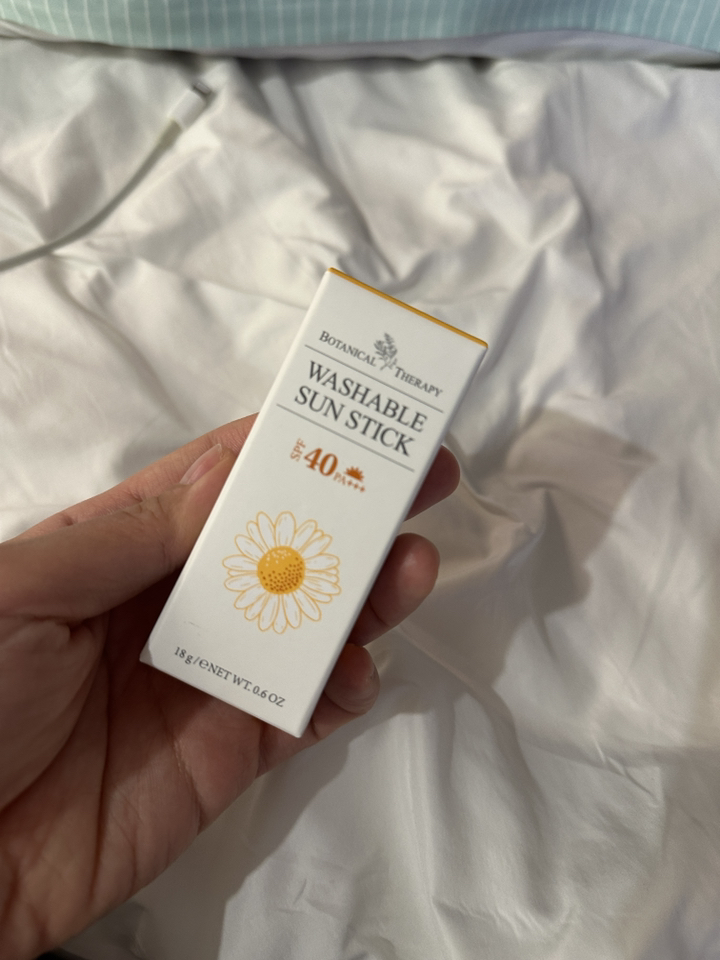 BOTANICAL THERAPY
WASHABLE
SUN STICK
SPF 40 PA+++
18 g / ℮ NET WT. 0.6 OZ